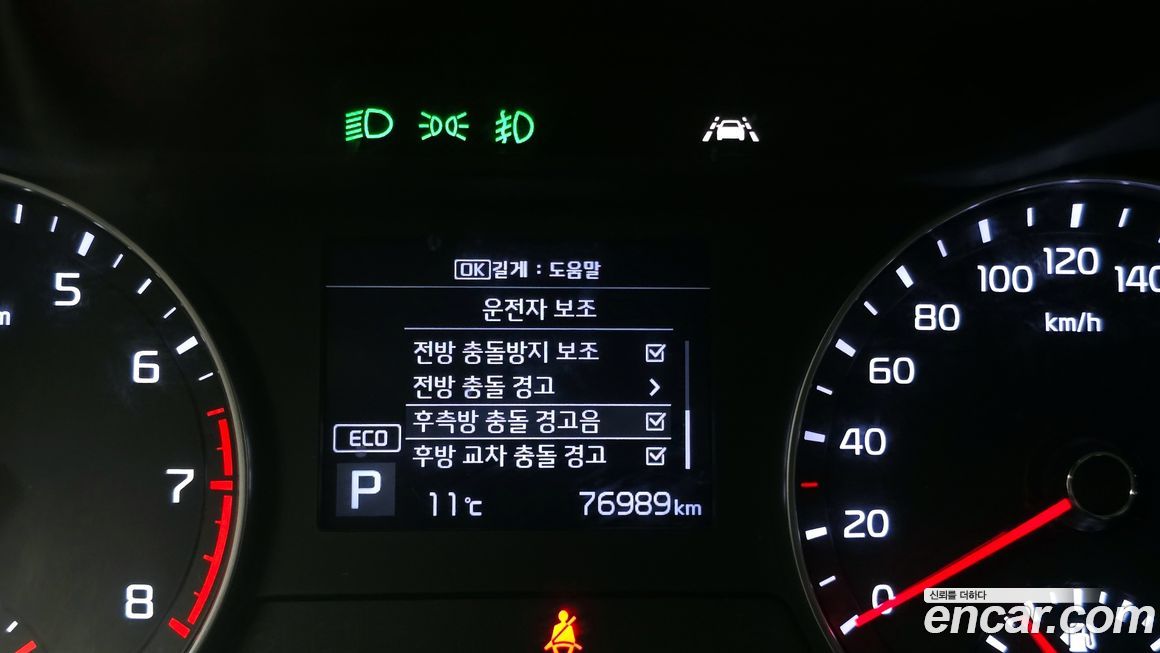 OK 길게 : 도움말
운전자 보조
전방 충돌방지 보조
전방 충돌 경고
후측방 충돌 경고음
후방 교차 충돌 경고
ECO
P
11℃
76989 km
5
6
7
8
0
20
40
60
80
100
120
140
km/h
신뢰를 더하다
encar.com